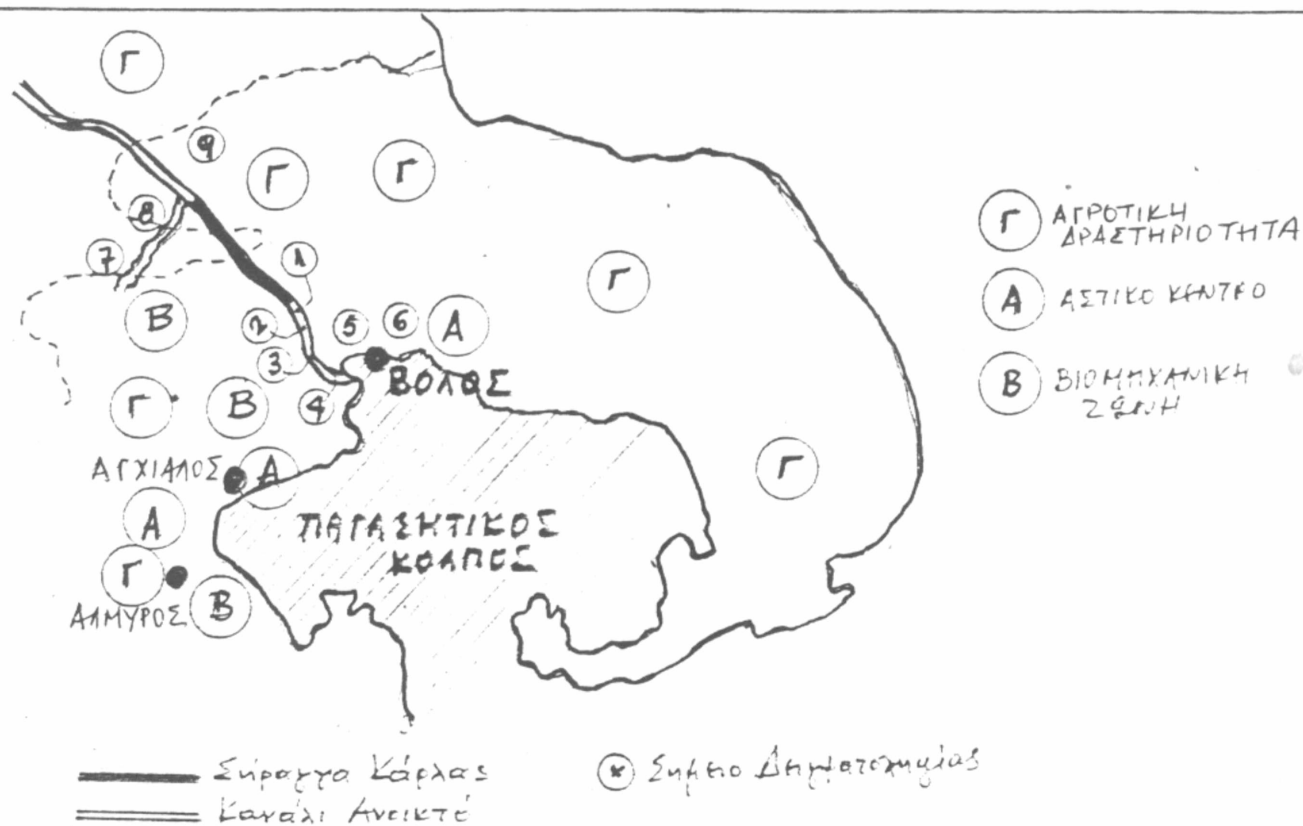 Γ
9
Γ
Γ
8
7
1
Γ
Β
2
5
6
Α
3
ΒΟΛΟΣ
Γ
Β
4
ΑΓΧΙΑΛΟΣ
Α
Γ
Α
ΠΑΓΑΣΗΤΙΚΟΣ
ΚΟΛΠΟΣ
Γ
ΑΛΜΥΡΟΣ
Β
Γ ΑΓΡΟΤΙΚΗ
ΔΡΑΣΤΗΡΙΟΤΗΤΑ
Α ΑΣΤΙΚΟ ΚΕΝΤΡΟ
Β ΒΙΟΜΗΧΑΝΙΚΗ
ΖΩΝΗ
Σήραγγα Κάρλας
Κανάλι Ανοικτό
* Σημείο Δειγματοληψίας